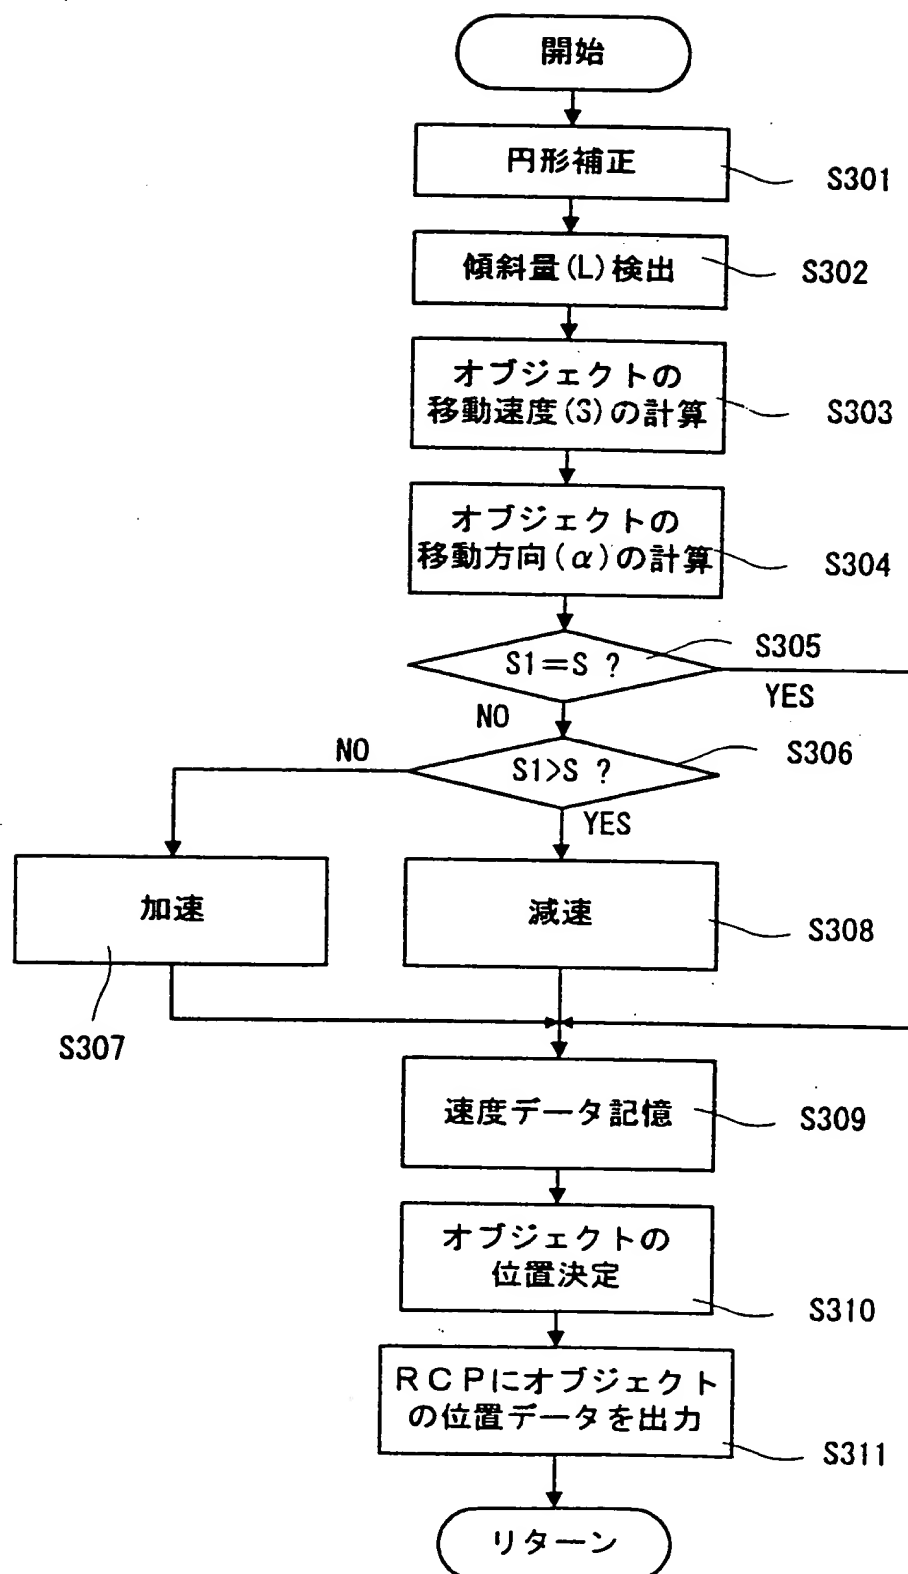 開始
円形補正
S301
傾斜量(L)検出
S302
オブジェクトの
移動速度(S)の計算
S303
オブジェクトの
移動方向(α)の計算
S304
S1=S ?
S305
YES
NO
S1>S ?
S306
NO
YES
加速
S307
減速
S308
速度データ記憶
S309
オブジェクトの
位置決定
S310
RCPにオブジェクト
の位置データを出力
S311
リターン